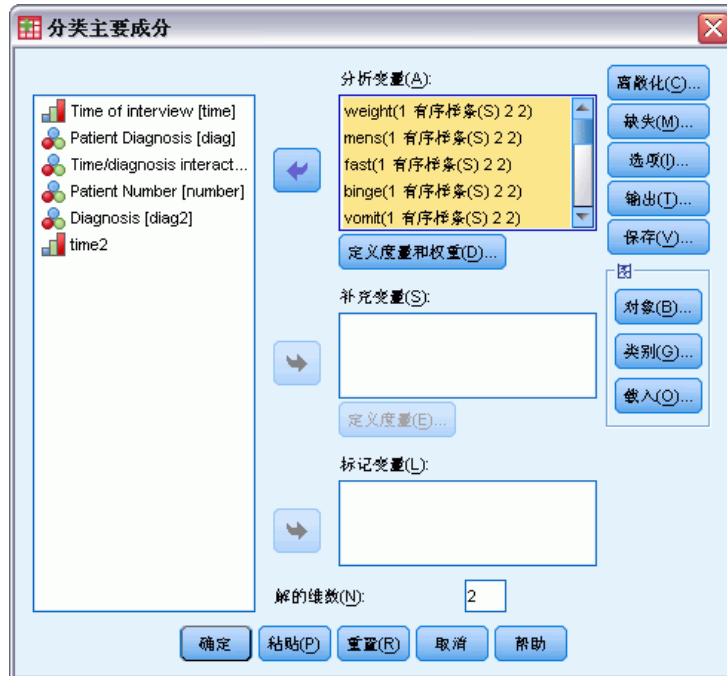 分类主要成分
Time of interview [time]
Patient Diagnosis [diag]
Time/diagnosis interact...
Patient Number [number]
Diagnosis [diag2]
time2
分析变量(A):
weight(1 有序样条(S) 2 2)
mens(1 有序样条(S) 2 2)
fast(1 有序样条(S) 2 2)
binge(1 有序样条(S) 2 2)
vomit(1 有序样条(S) 2 2)
定义度量和权重(D)...
补充变量(S):
定义度量(E)...
标记变量(L):
解的维数(N):
2
离散化(C)...
缺失(M)...
选项(I)...
输出(T)...
保存(V)...
图
对象(B)...
类别(G)...
载入(O)...
确定
粘贴(P)
重置(R)
取消
帮助